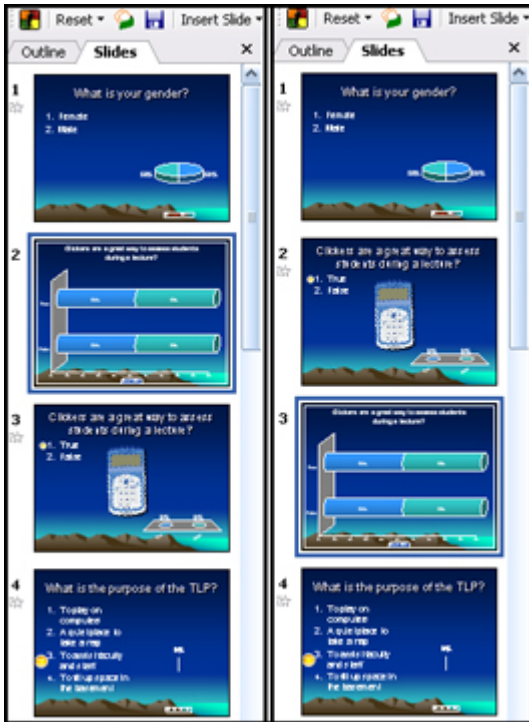 Reset Insert Slide
Outline Slides
1
What is your gender?
1. Female
2. Male
2
Clickers are a great way to assess students
during a lecture?
3
Clickers are a great way to assess
students during a lecture?
1. True
2. False
4
What is the purpose of the TLP?
1. To play on
computer
2. A quiet place to
take a nap
3. To assist faculty
and staff
4. To fill up space in
the basement
Reset Insert Slide
Outline Slides
1
What is your gender?
1. Female
2. Male
2
Clickers are a great way to assess
students during a lecture?
1. True
2. False
3
Clickers are a great way to assess students
during a lecture?
4
What is the purpose of the TLP?
1. To play on
computer
2. A quiet place to
take a nap
3. To assist faculty
and staff
4. To fill up space in
the basement